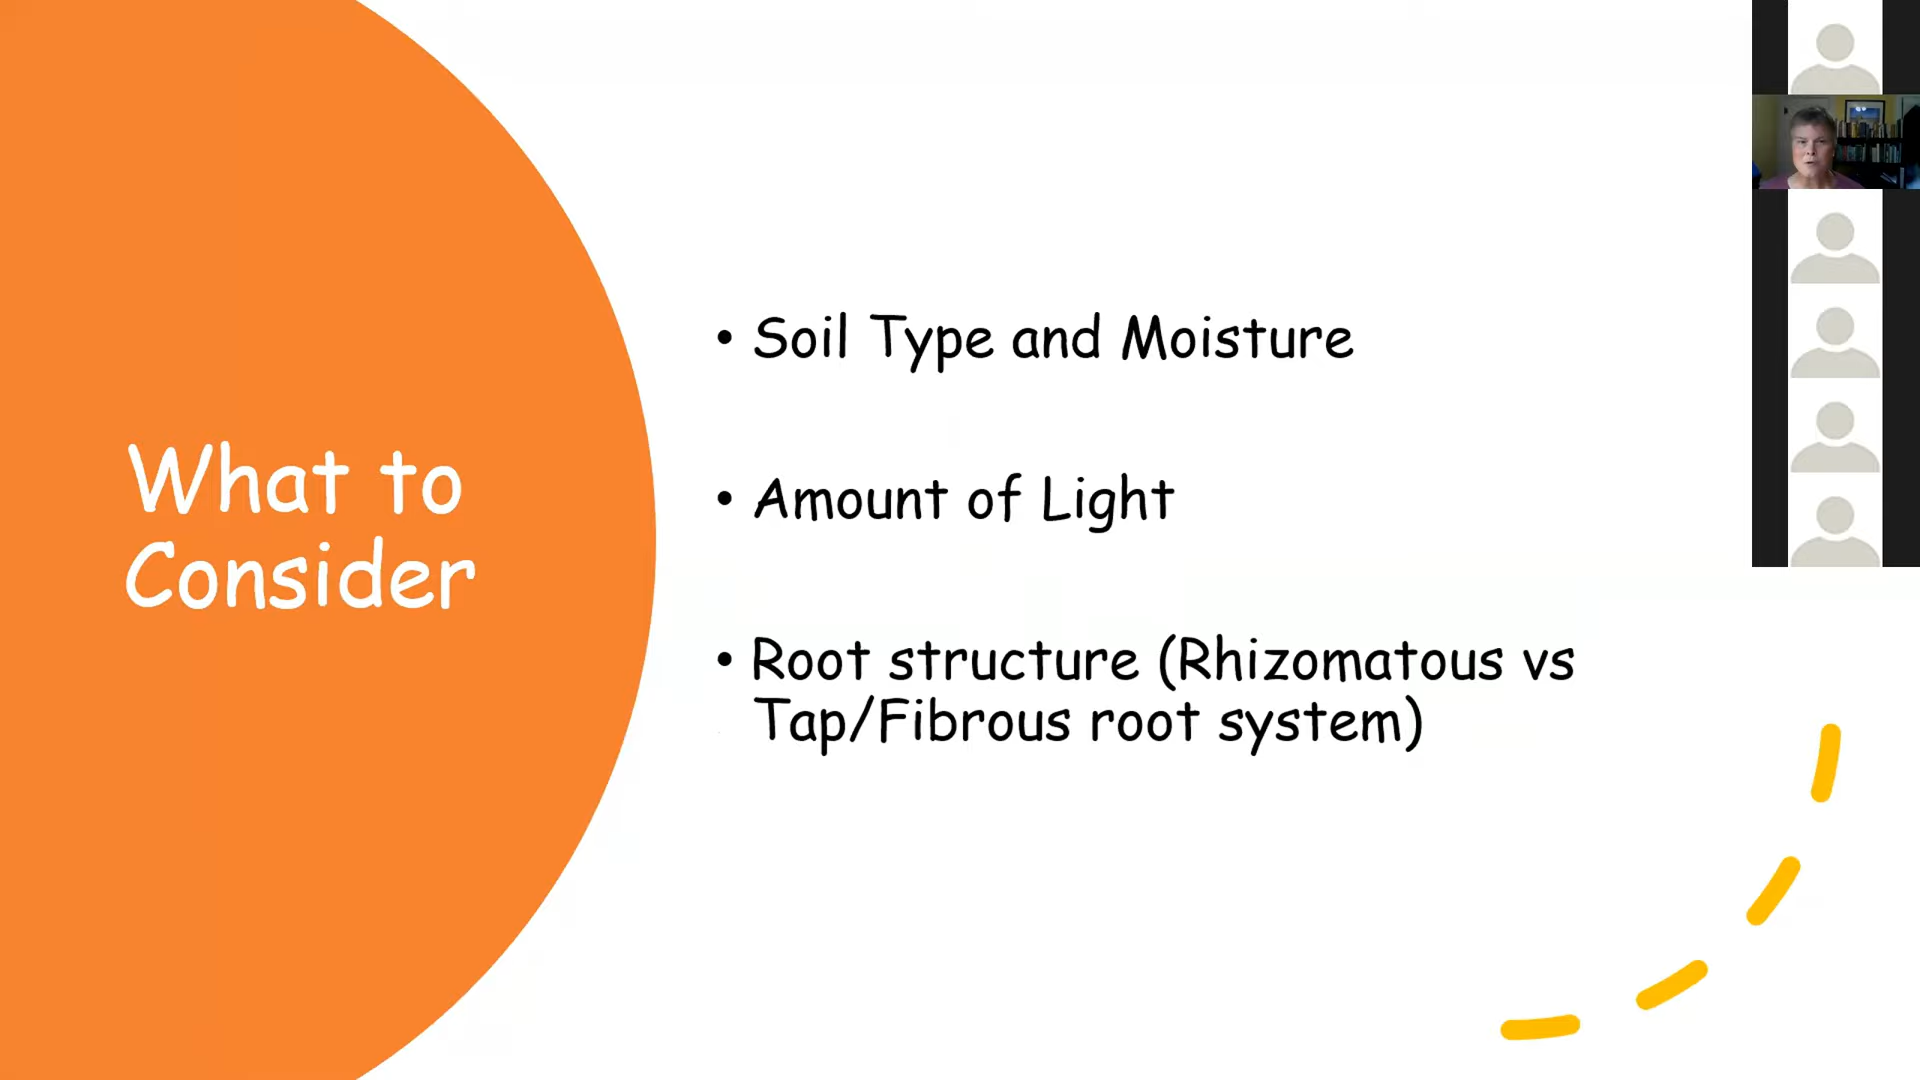 What to
Consider
• Soil Type and Moisture
• Amount of Light
• Root structure (Rhizomatous vs
Tap/Fibrous root system)